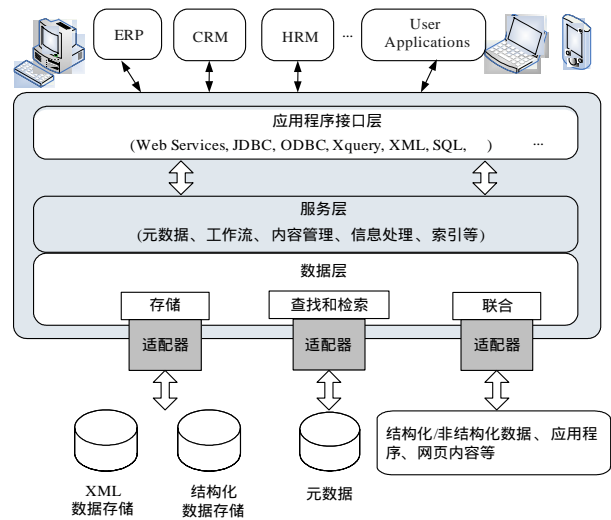 ERP
CRM
HRM
...
User
Applications
应用程序接口层
(Web Services, JDBC, ODBC, Xquery, XML, SQL, ) ...
服务层
(元数据、工作流、内容管理、信息处理、索引等)
数据层
存储
查找和检索
联合
适配器
适配器
适配器
结构化/非结构化数据、应用程
序、网页内容等
XML
数据存储
结构化
数据存储
元数据